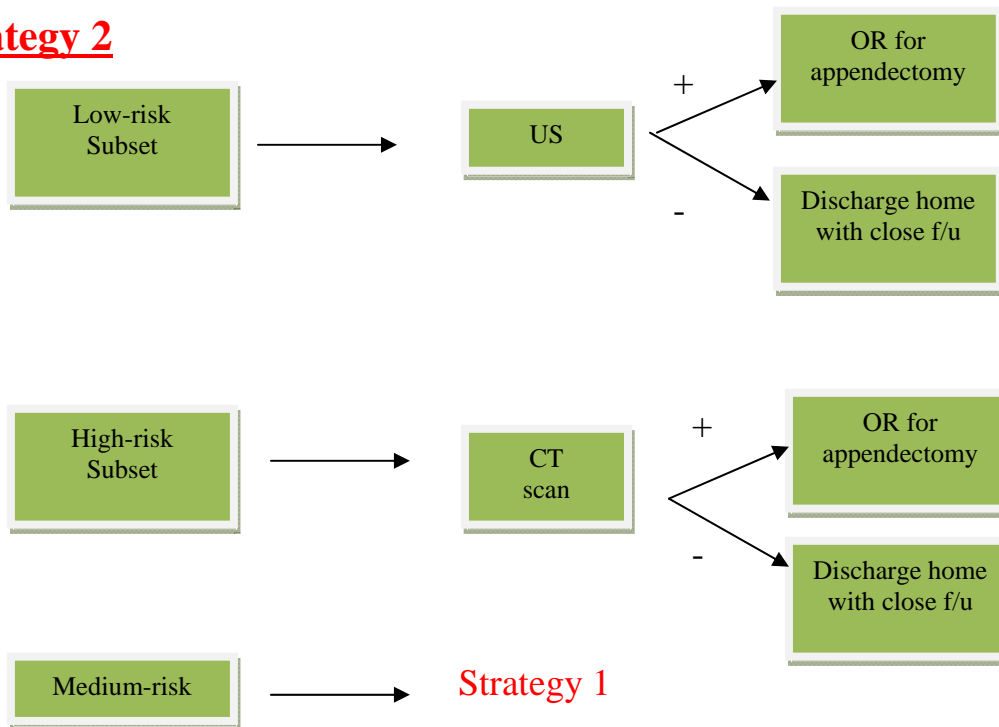 ategy 2
Low-risk
Subset
US
+
-
OR for
appendectomy
Discharge home
with close f/u
High-risk
Subset
CT
scan
+
-
OR for
appendectomy
Discharge home
with close f/u
Medium-risk
Strategy 1